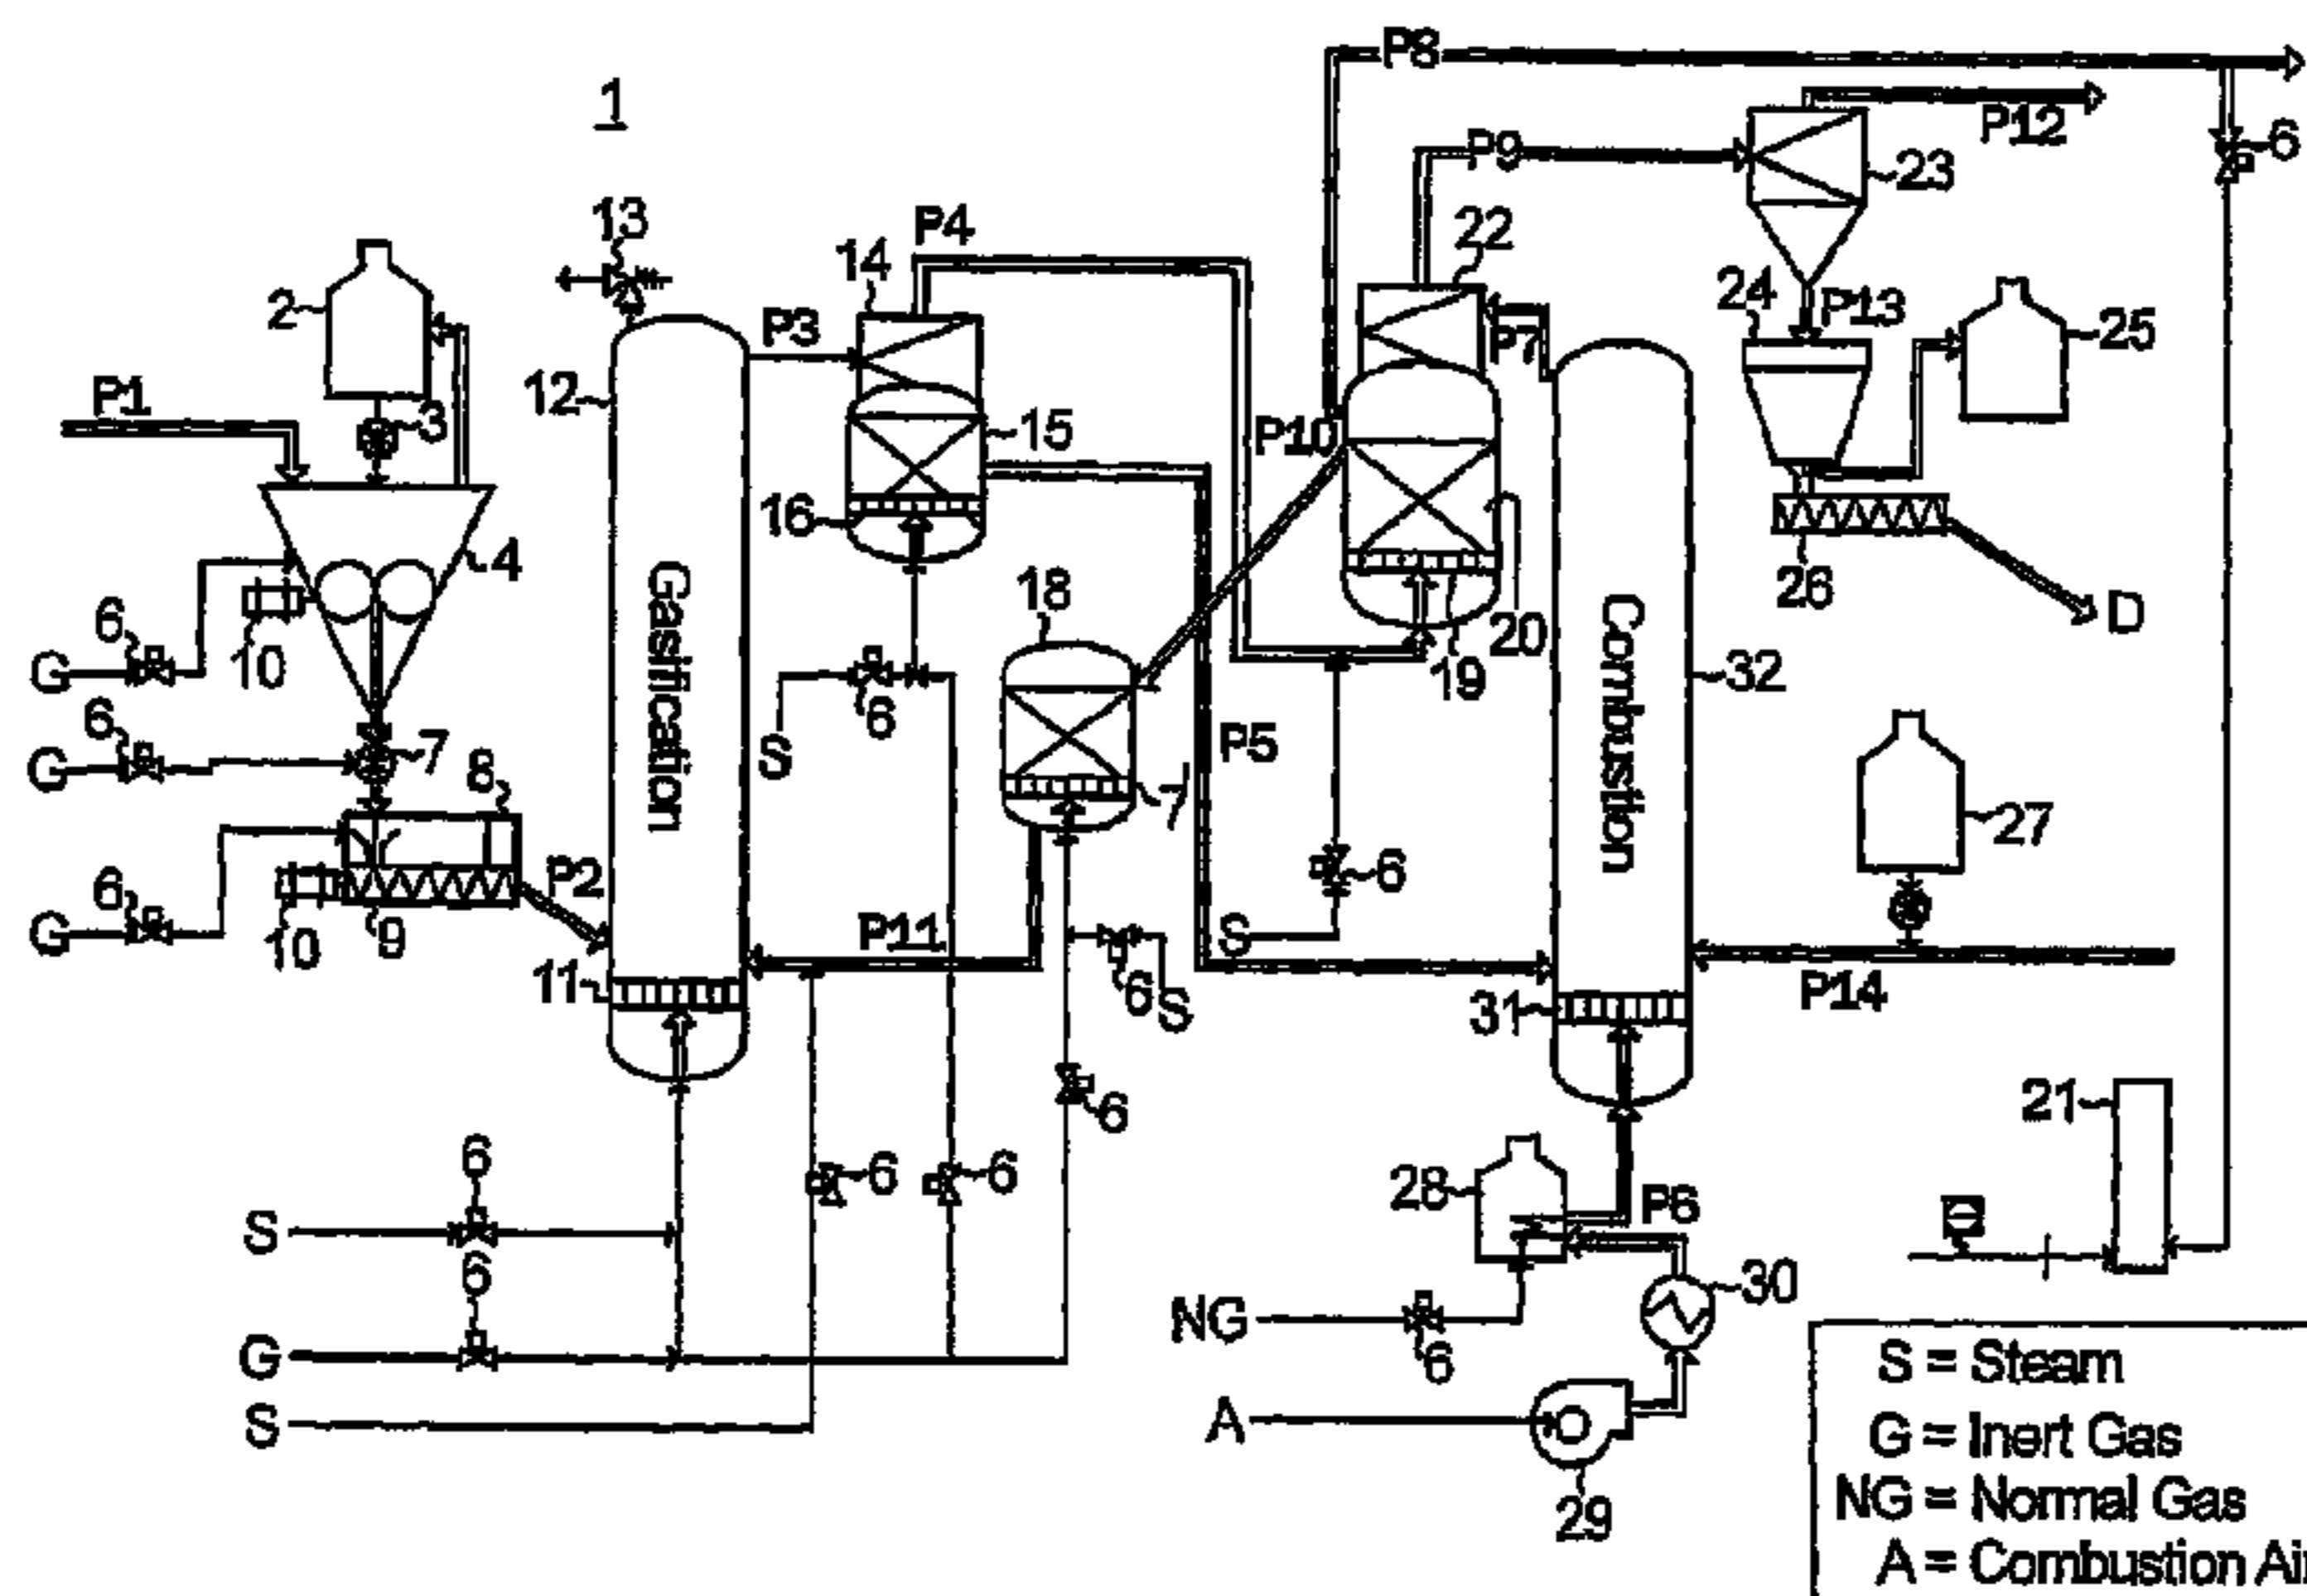 P8
1
P12
6
P9
23
13
P4
22
14
2
24
P13
P3
25
P7
12
P1
3
15
P10
16
4
26
20
D
18
6
10
G
19
32
6
7
6
S
P5
G
8
7
27
6
6
P2
G
10
9
P11
S
11
6
S
31
P14
21
6
6
6
6
28
P6
S
6
30
NG
6
G
S
A
29
Gasification
Combustion
S = Steam
G = Inert Gas
NG = Normal Gas
A = Combustion Air